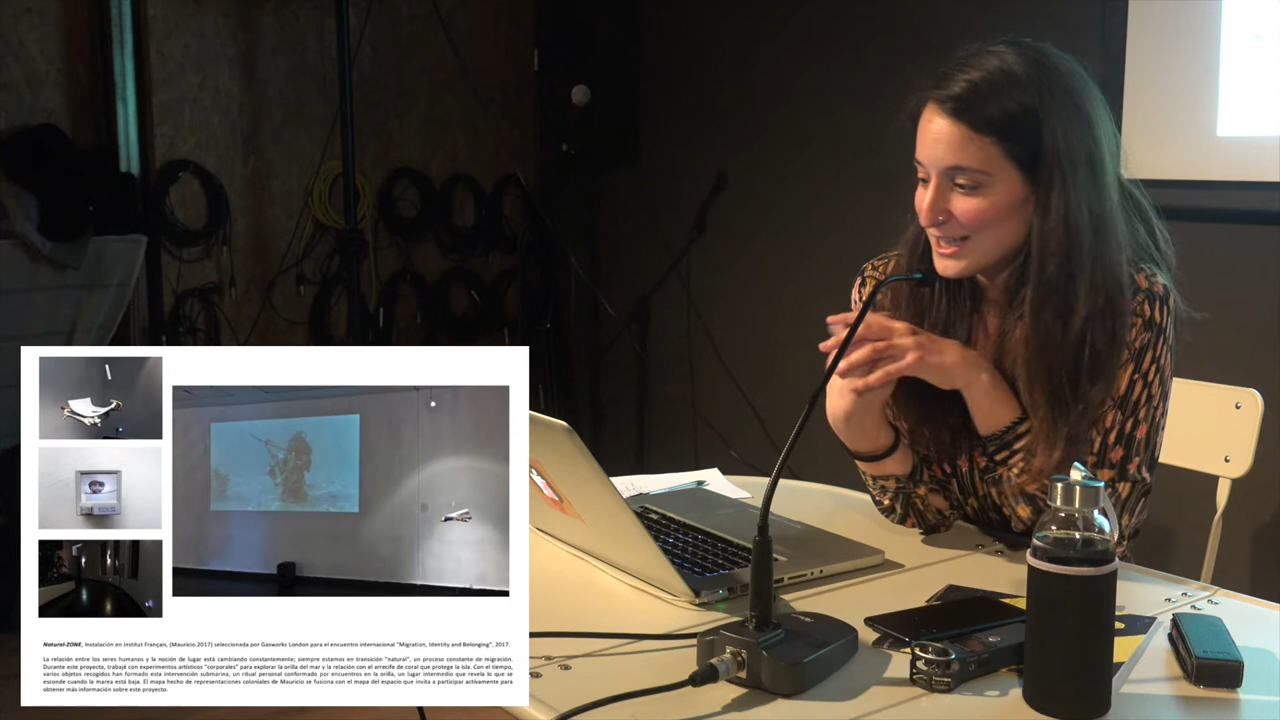 Naturel-ZONE, Instalación en Institut Français, (Mauricio.2017) seleccionada por Gasworks London para el encuentro internacional "Migration, Identity and Belonging", 2017.
La relación entre los seres humanos y la noción de lugar está cambiando constantemente; siempre estamos en transición "natural", un proceso constante de migración.
Durante este proyecto, trabajé con experimentos artísticos "corporales" para explorar la orilla del mar y la relación con el arrecife de coral que protege la isla. Con el tiempo,
varios objetos recogidos han formado esta intervención submarina, un ritual personal conformado por encuentros en la orilla, un lugar intermedio que revela lo que se
esconde cuando la marea está baja. El mapa hecho de representaciones coloniales de Mauricio se fusiona con el mapa del espacio que invita a participar activamente para
obtener más información sobre este proyecto.